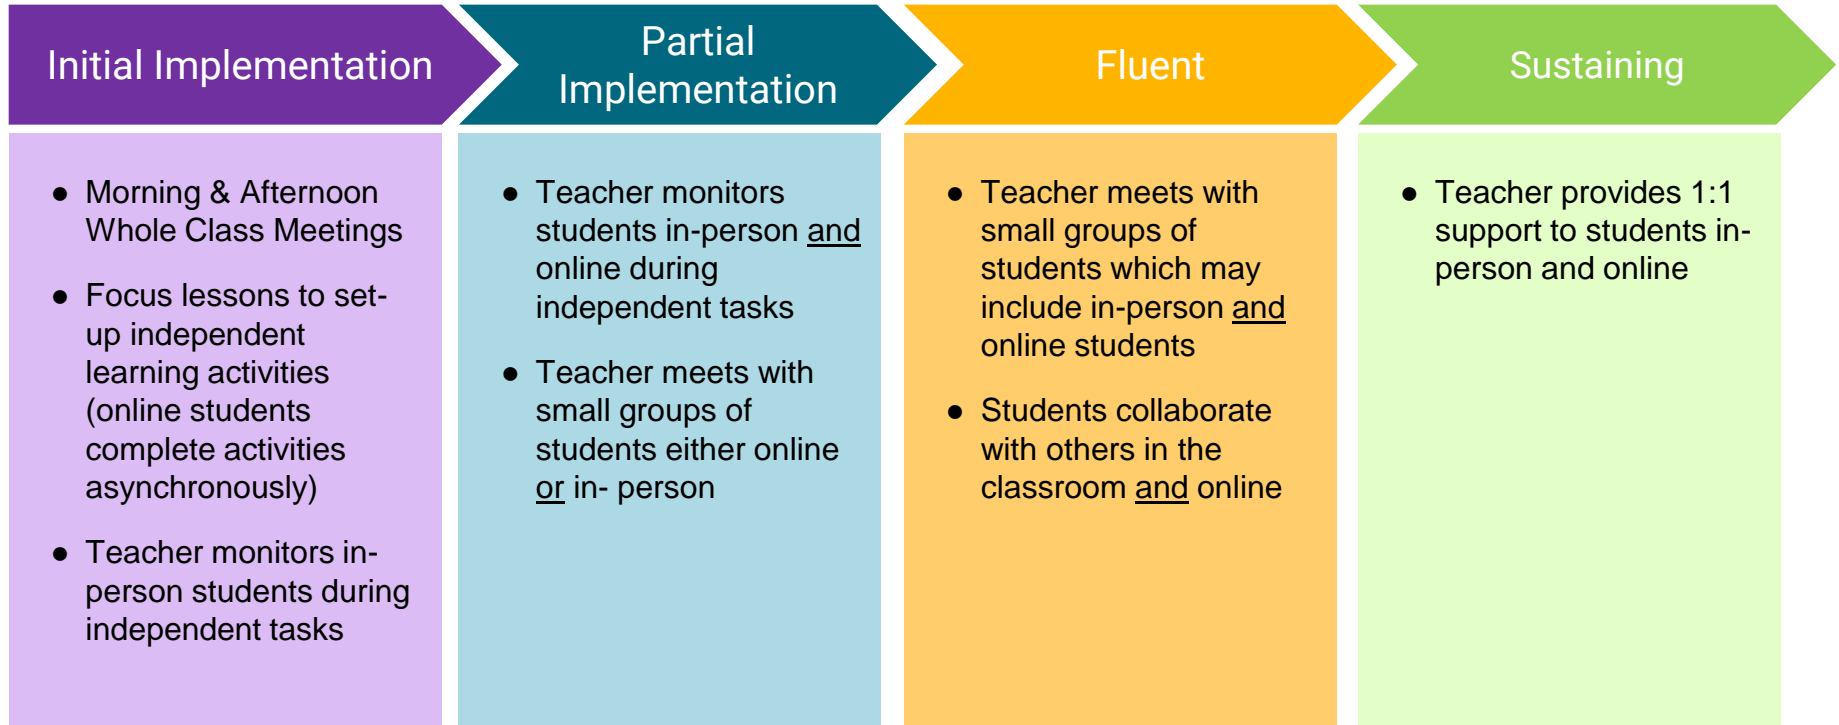 Initial Implementation
Partial
Implementation
Fluent
Sustaining
● Morning & Afternoon
Whole Class Meetings
● Focus lessons to set-
up independent
learning activities
(online students
complete activities
asynchronously)
● Teacher monitors in-
person students during
independent tasks
● Teacher monitors
students in-person and
online during
independent tasks
● Teacher meets with
small groups of
students either online
or in- person
● Teacher meets with
small groups of
students which may
include in-person and
online students
● Students collaborate
with others in the
classroom and online
● Teacher provides 1:1
support to students in-
person and online